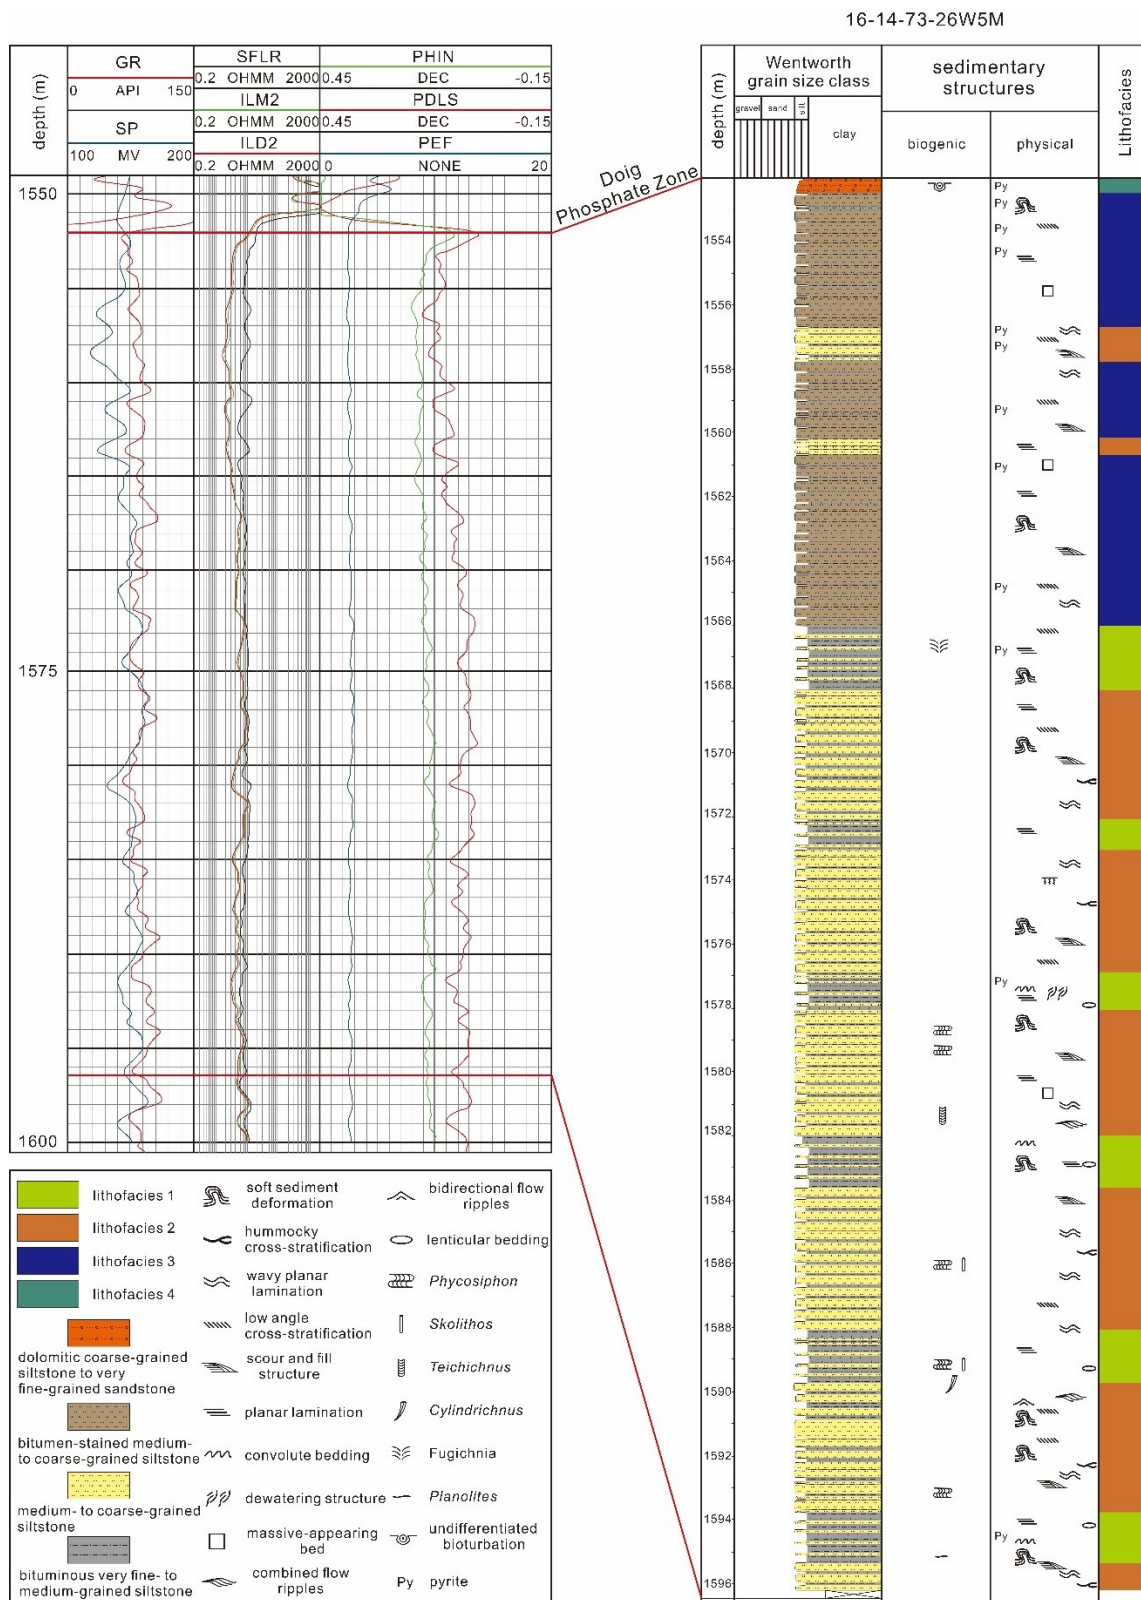 16-14-73-26W5M
depth (m)
GR
0 API 150
SP
100 MV 200
SFLR
0.2 OHMM 2000
ILM2
0.2 OHMM 2000
ILD2
0.2 OHMM 2000
PHIN
0.45 DEC -0.15
PDLS
0.45 DEC -0.15
PEF
0 NONE 20
1550
1575
1600
Doig
Phosphate Zone
depth (m)
Wentworth
grain size class
gravel
sand
silt
clay
sedimentary
structures
biogenic
physical
Lithofacies
Py
Py
Py
1554
Py
1556
Py
Py
1558
Py
1560
Py
1562
1564
Py
1566
Py
1568
1570
1572
1574
1576
Py
1578
1580
1582
1584
1586
1588
1590
1592
1594
Py
1596
lithofacies 1
lithofacies 2
lithofacies 3
lithofacies 4
dolomitic coarse-grained
siltstone to very
fine-grained sandstone
bitumen-stained medium-
to coarse-grained siltstone
medium- to coarse-grained
siltstone
bituminous very fine- to
medium-grained siltstone
soft sediment
deformation
hummocky
cross-stratification
wavy planar
lamination
low angle
cross-stratification
scour and fill
structure
planar lamination
convolute bedding
dewatering structure
massive-appearing
bed
combined flow
ripples
bidirectional flow
ripples
lenticular bedding
Phycosiphon
Skolithos
Teichichnus
Cylindrichnus
Fugichnia
Planolites
undifferentiated
bioturbation
Py pyrite